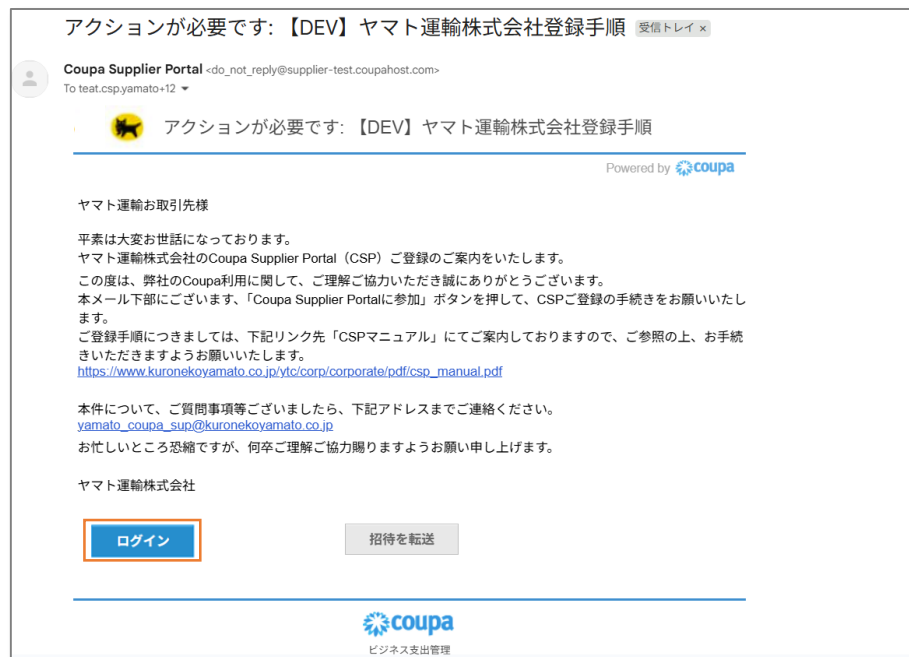 アクションが必要です: 【DEV】ヤマト運輸株式会社登録手順 受信トレイ ×
Coupa Supplier Portal <do_not_reply@supplier-test.coupahost.com>
To teat.csp.yamato+12
アクションが必要です: 【DEV】ヤマト運輸株式会社登録手順
Powered by coupa
ヤマト運輸お取引先様
平素は大変お世話になっております。
ヤマト運輸株式会社のCoupa Supplier Portal（CSP）ご登録のご案内をいたします。
この度は、弊社のCoupa利用に関して、ご理解ご協力いただき誠にありがとうございます。
本メール下部にございます、「Coupa Supplier Portalに参加」ボタンを押して、CSPご登録の手続きをお願いいたし
ます。
ご登録手順につきましては、下記リンク先「CSPマニュアル」にてご案内しておりますので、ご参照の上、お手続
きいただきますようお願いいたします。
https://www.kuronekoyamato.co.jp/ytc/corp/corporate/pdf/csp_manual.pdf
本件について、ご質問事項等ございましたら、下記アドレスまでご連絡ください。
yamato_coupa_sup@kuronekoyamato.co.jp
お忙しいところ恐縮ですが、何卒ご理解ご協力賜りますようお願い申し上げます。
ヤマト運輸株式会社
ログイン 招待を転送
coupa
ビジネス支出管理